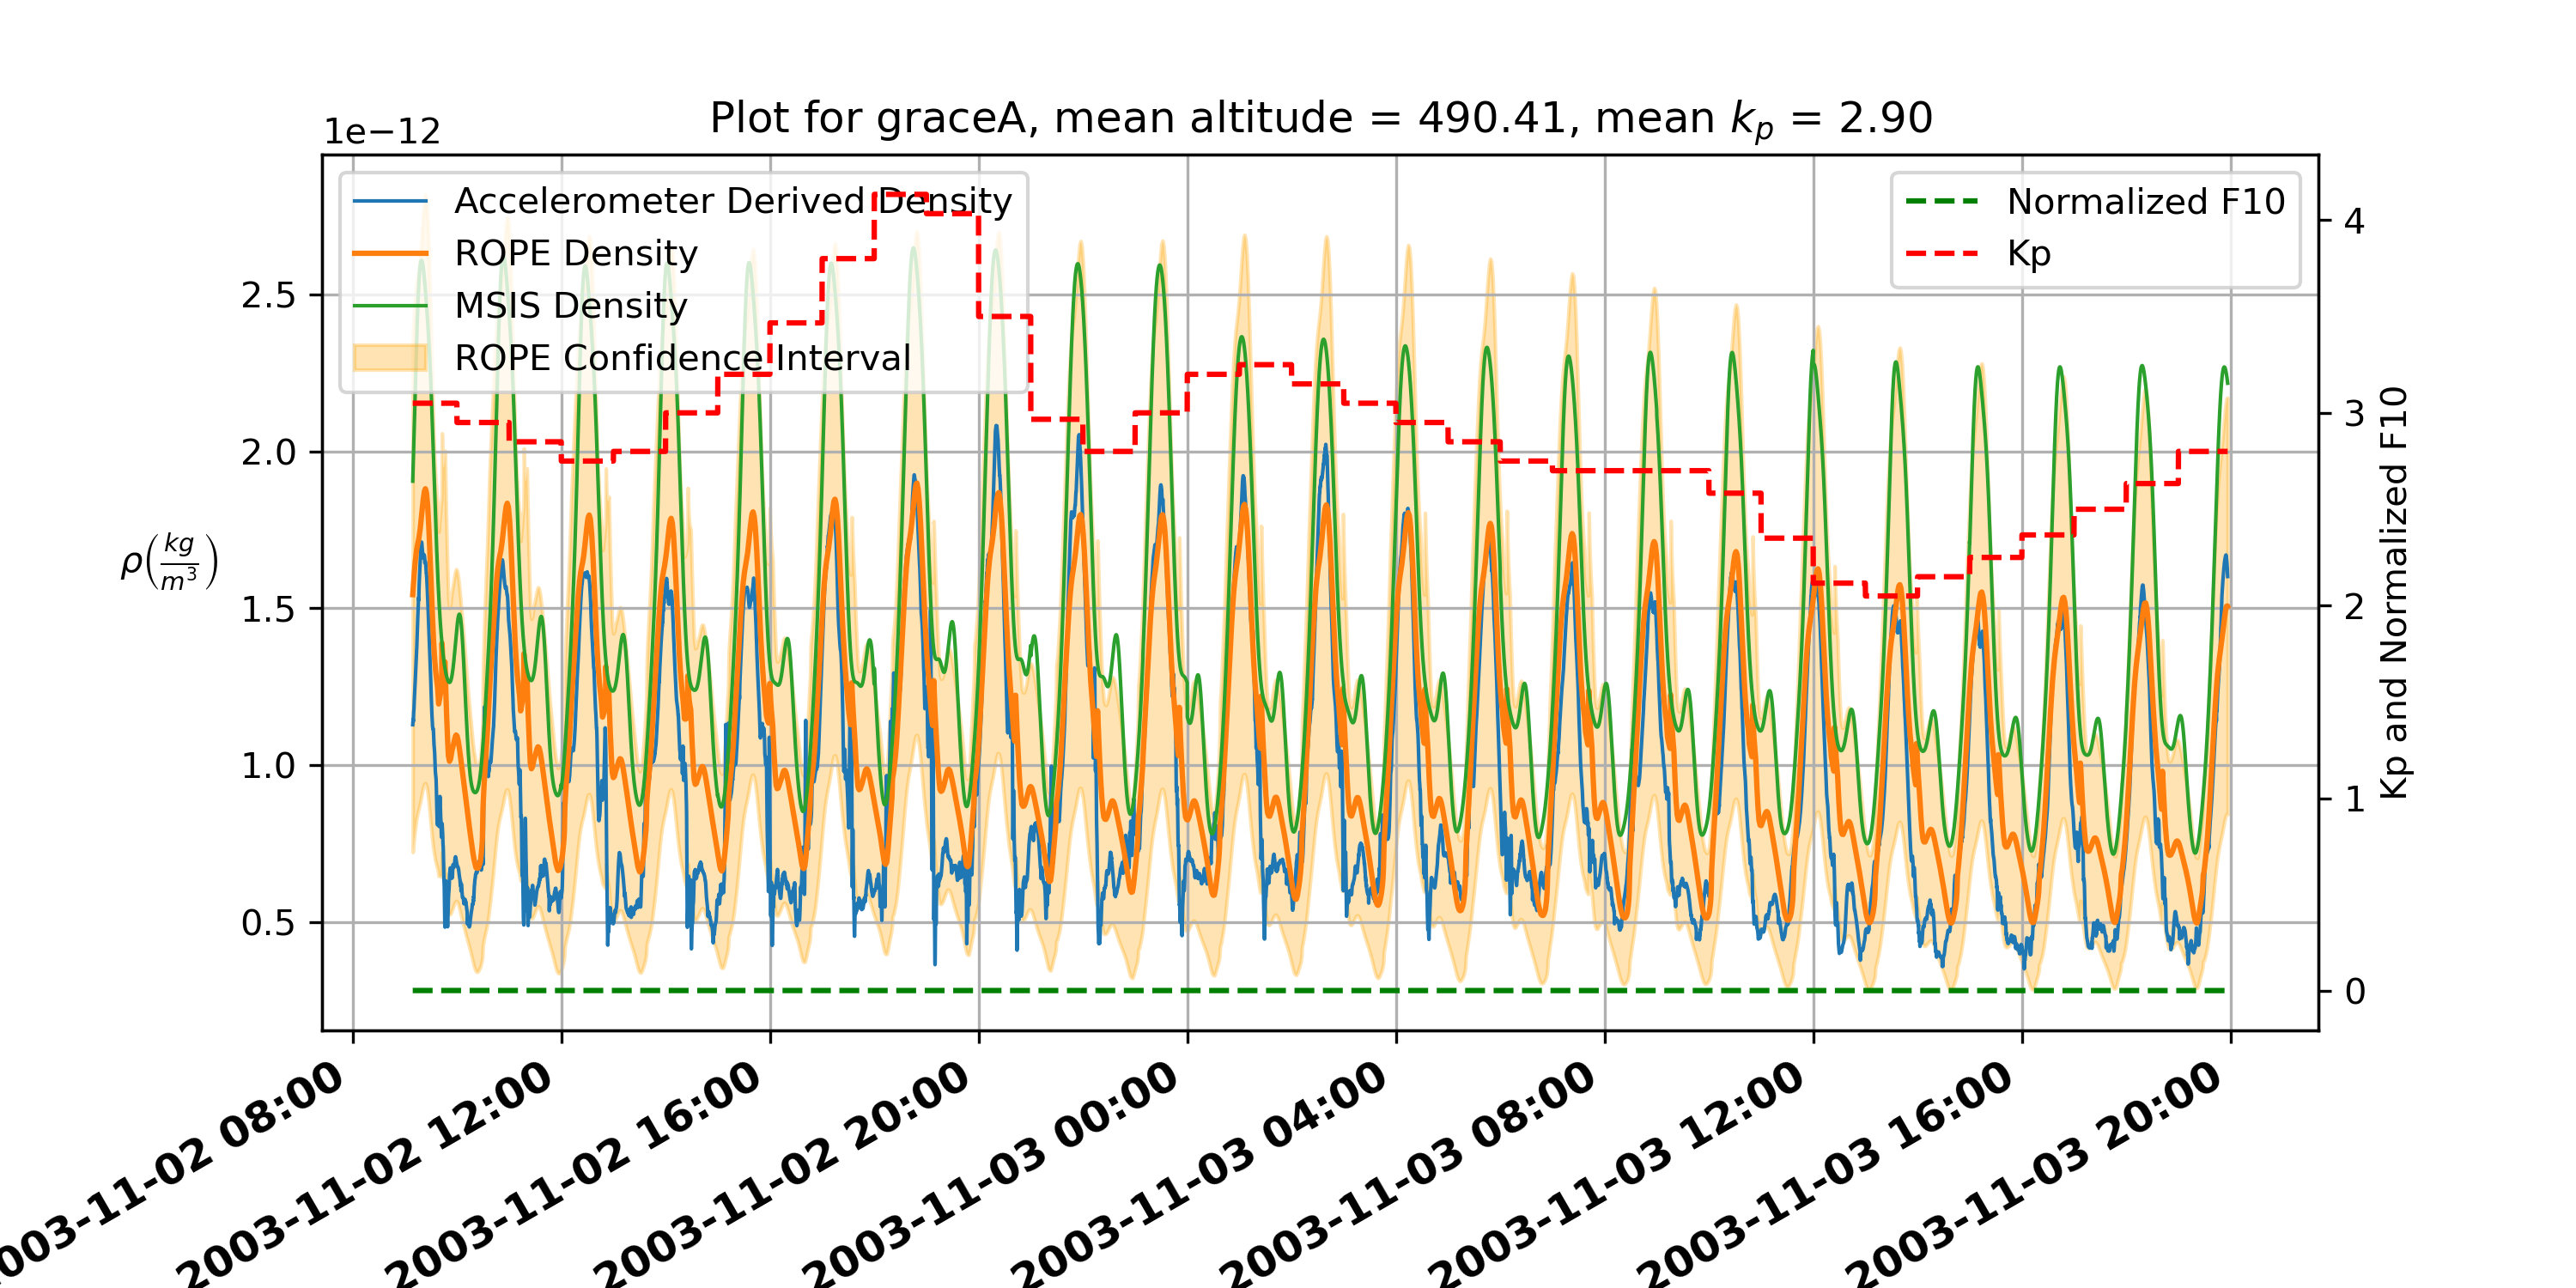 Plot for graceA, mean altitude = 490.41, mean kₚ = 2.90
1e−12
Accelerometer Derived Density
ROPE Density
MSIS Density
ROPE Confidence Interval
Normalized F10
Kp
2.5
2.0
1.5
1.0
0.5
ρ(kg/m³)
4
3
2
1
0
Kp and Normalized F10
003-11-02 08:00
2003-11-02 12:00
2003-11-02 16:00
2003-11-02 20:00
2003-11-03 00:00
2003-11-03 04:00
2003-11-03 08:00
2003-11-03 12:00
2003-11-03 16:00
2003-11-03 20:00